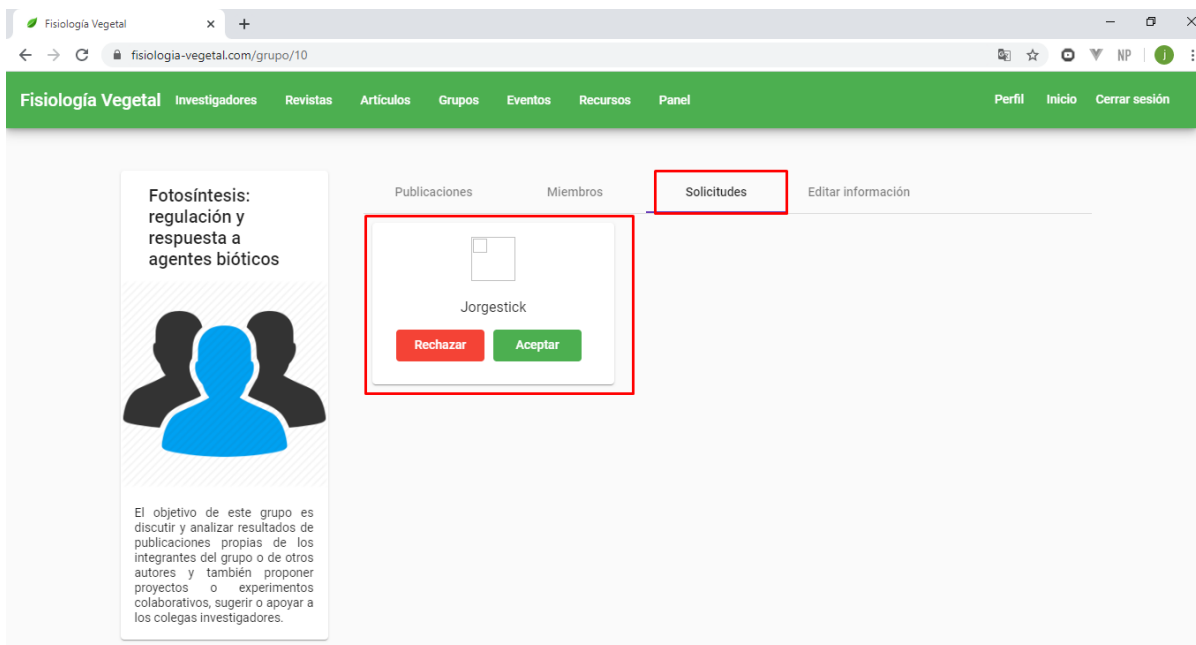 Fisiología Vegetal
fisiologia-vegetal.com/grupo/10
NP
j
Fisiología Vegetal Investigadores Revistas Artículos Grupos Eventos Recursos Panel Perfil Inicio Cerrar sesión
Fotosíntesis:
regulación y
respuesta a
agentes bióticos
El objetivo de este grupo es
discutir y analizar resultados de
publicaciones propias de los
integrantes del grupo o de otros
autores y también proponer
proyectos o experimentos
colaborativos, sugerir o apoyar a
los colegas investigadores.
Publicaciones Miembros Solicitudes Editar información
Jorgestick
Rechazar Aceptar